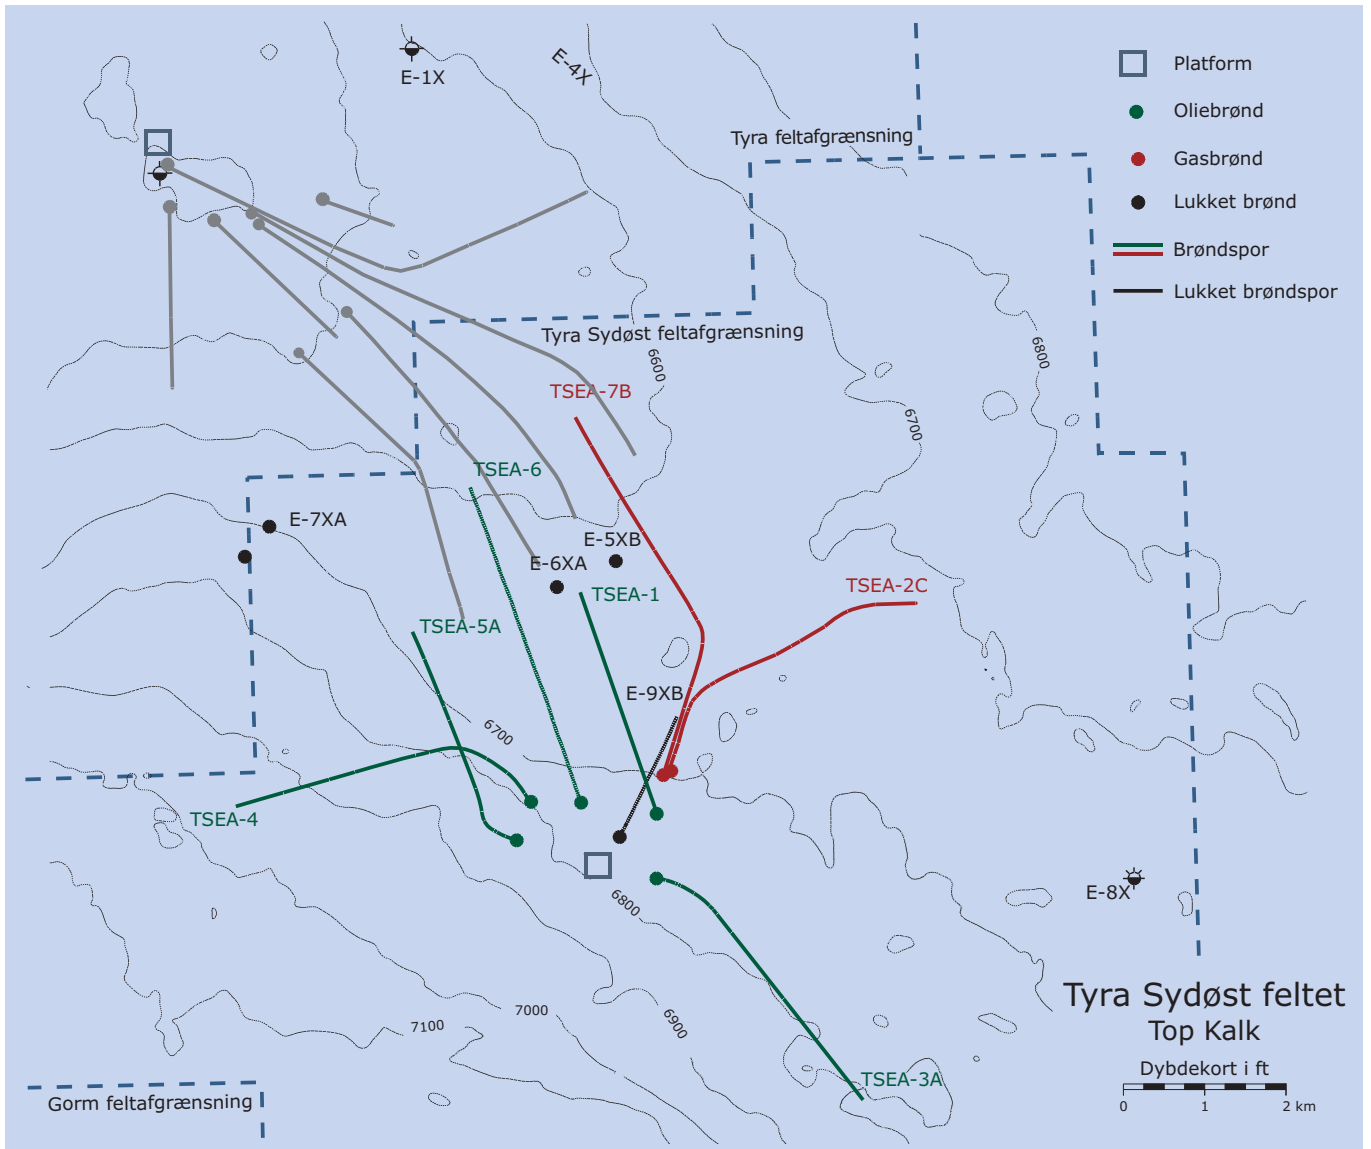 E-1X
E-4X
Platform
Oliebrønd
Tyra feltafgrænsning
Gasbrønd
Lukket brønd
Brøndspor
Lukket brøndspor
Tyra Sydøst feltafgrænsning
6600
6800
TSEA-7B
6700
TSEA-6
E-7XA
E-5XB
E-6XA
TSEA-1
TSEA-2C
TSEA-5A
E-9XB
6700
TSEA-4
E-8X
6800
Tyra Sydøst feltet
Top Kalk
7000
6900
7100
Dybdekort i ft
TSEA-3A
Gorm feltafgrænsning
0 1 2 km